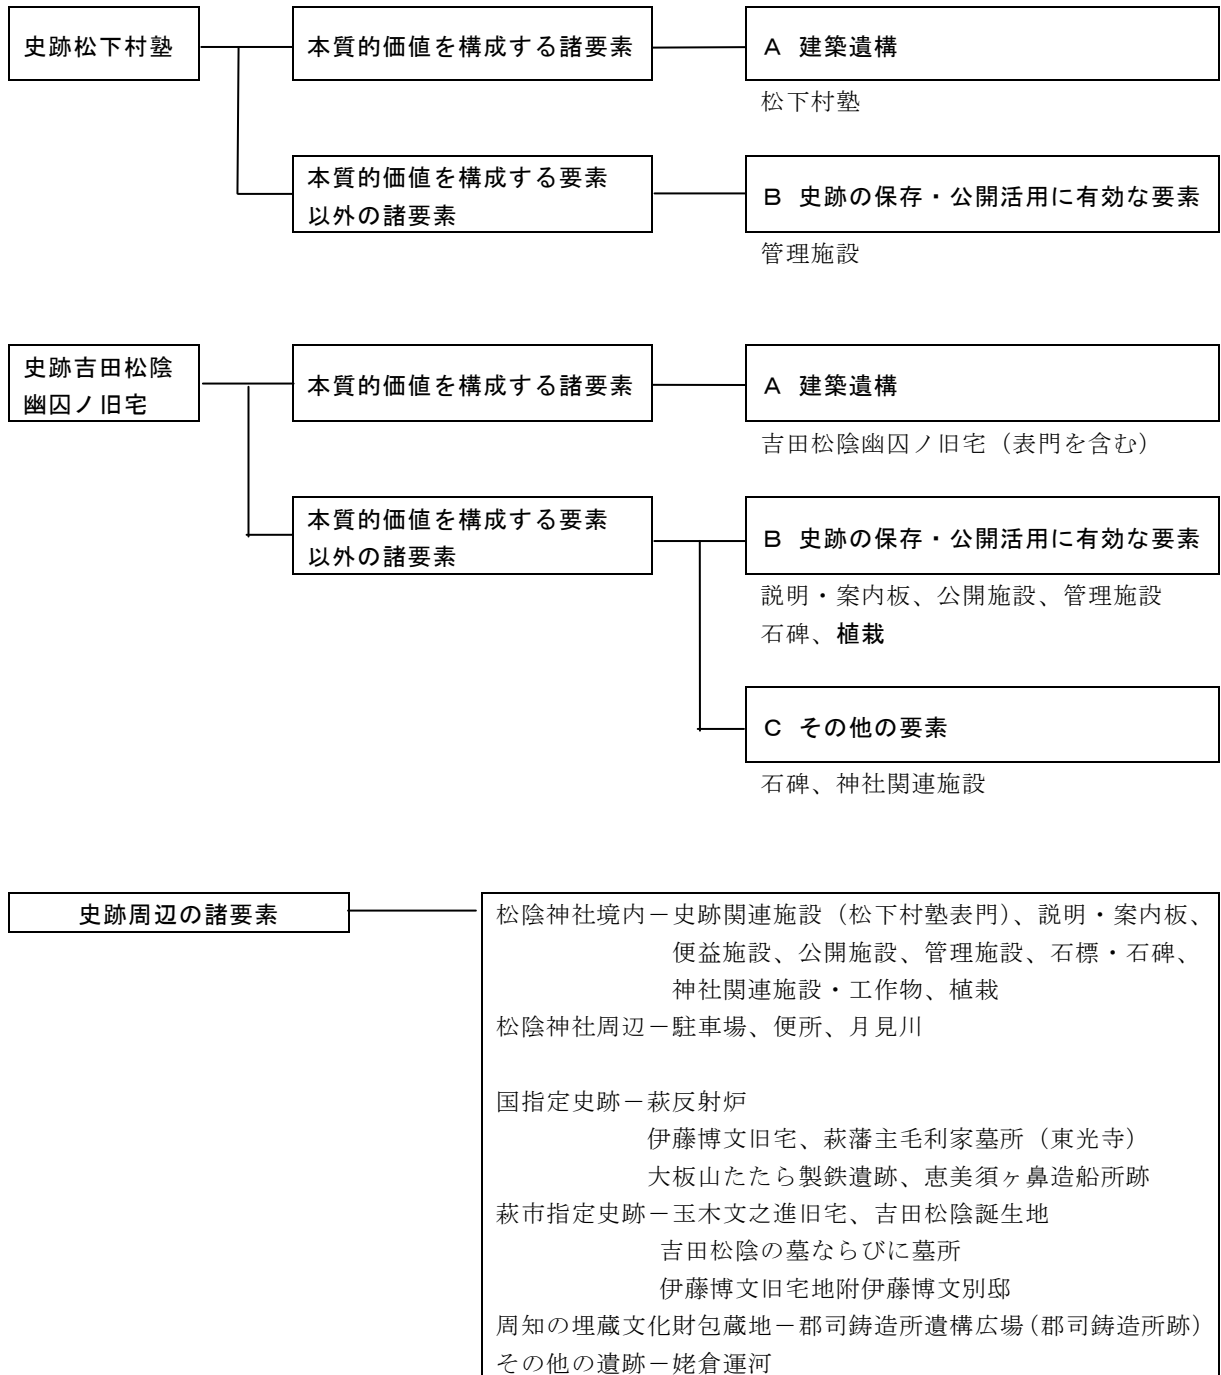 史跡松下村塾
本質的価値を構成する諸要素
A 建築遺構
松下村塾
本質的価値を構成する要素
以外の諸要素
B 史跡の保存・公開活用に有効な要素
管理施設
史跡吉田松陰
幽囚ノ旧宅
本質的価値を構成する諸要素
A 建築遺構
吉田松陰幽囚ノ旧宅（表門を含む）
本質的価値を構成する要素
以外の諸要素
B 史跡の保存・公開活用に有効な要素
説明・案内板、公開施設、管理施設
石碑、植栽
C その他の要素
石碑、神社関連施設
史跡周辺の諸要素
松陰神社境内－史跡関連施設（松下村塾表門）、説明・案内板、
便益施設、公開施設、管理施設、石標・石碑、
神社関連施設・工作物、植栽
松陰神社周辺－駐車場、便所、月見川
国指定史跡－萩反射炉
伊藤博文旧宅、萩藩主毛利家墓所（東光寺）
大板山たたら製鉄遺跡、恵美須ヶ鼻造船所跡
萩市指定史跡－玉木文之進旧宅、吉田松陰誕生地
吉田松陰の墓ならびに墓所
伊藤博文旧宅地附伊藤博文別邸
周知の埋蔵文化財包蔵地－郡司鋳造所遺構広場（郡司鋳造所跡）
その他の遺跡－姥倉運河